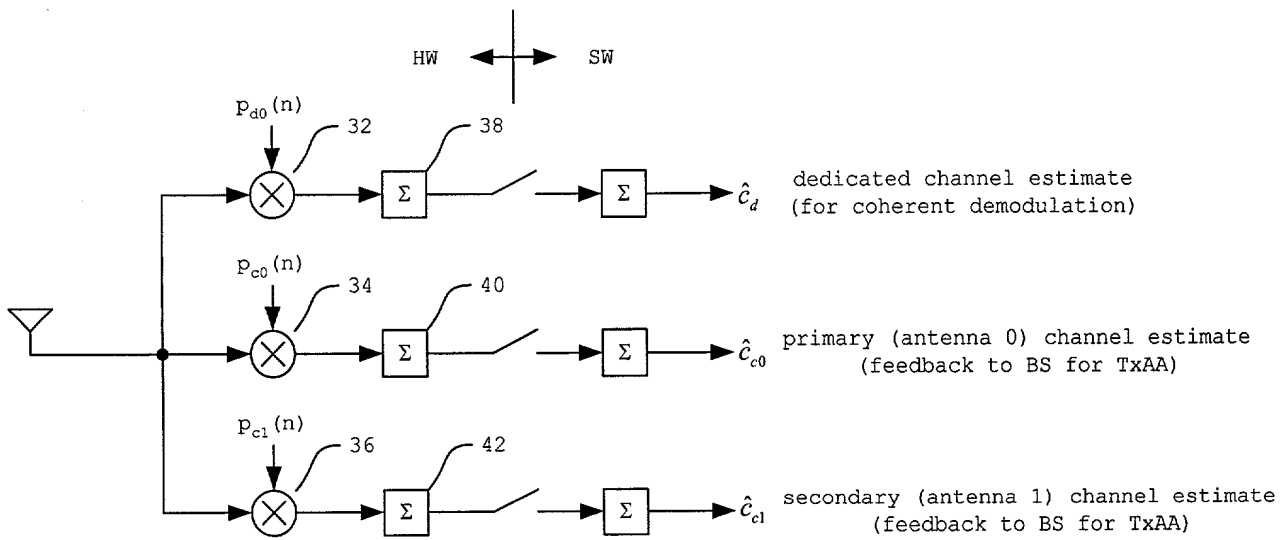 HW SW
p_d0(n)
32 38
Σ Σ ĉ_d dedicated channel estimate
(for coherent demodulation)
p_c0(n)
34 40
Σ Σ ĉ_c0 primary (antenna 0) channel estimate
(feedback to BS for TxAA)
p_c1(n)
36 42
Σ Σ ĉ_c1 secondary (antenna 1) channel estimate
(feedback to BS for TxAA)